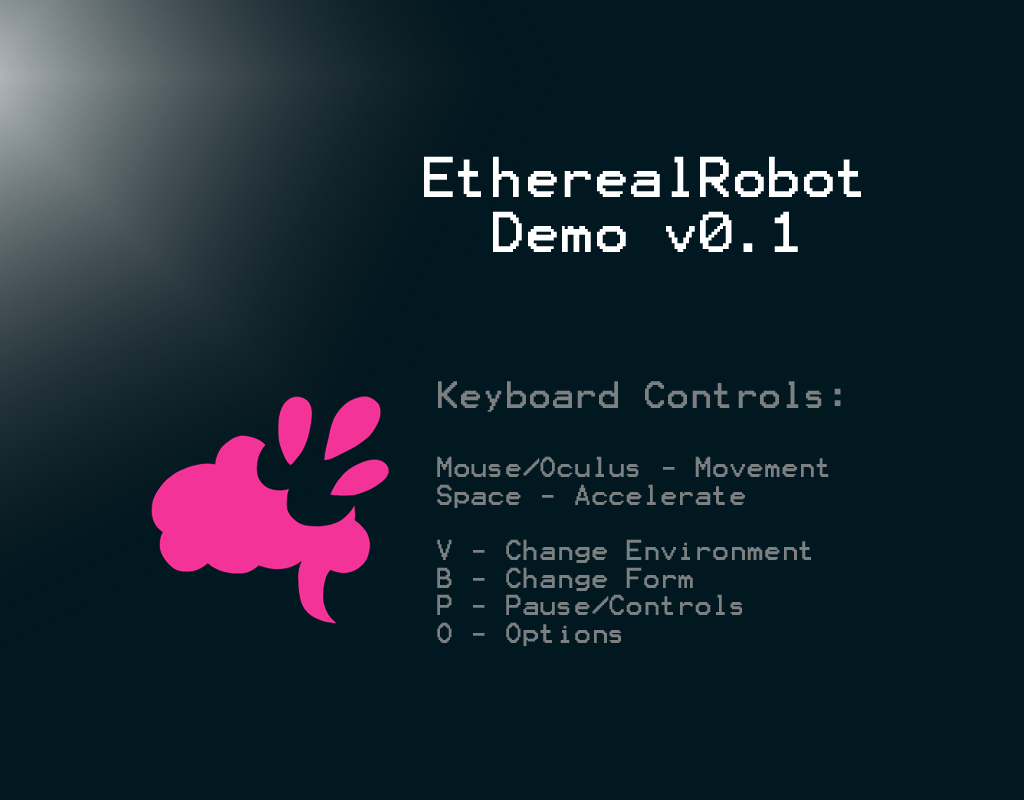 EtherealRobot
Demo v0.1
Keyboard Controls:
Mouse/Oculus - Movement
Space - Accelerate
V - Change Environment
B - Change Form
P - Pause/Controls
O - Options